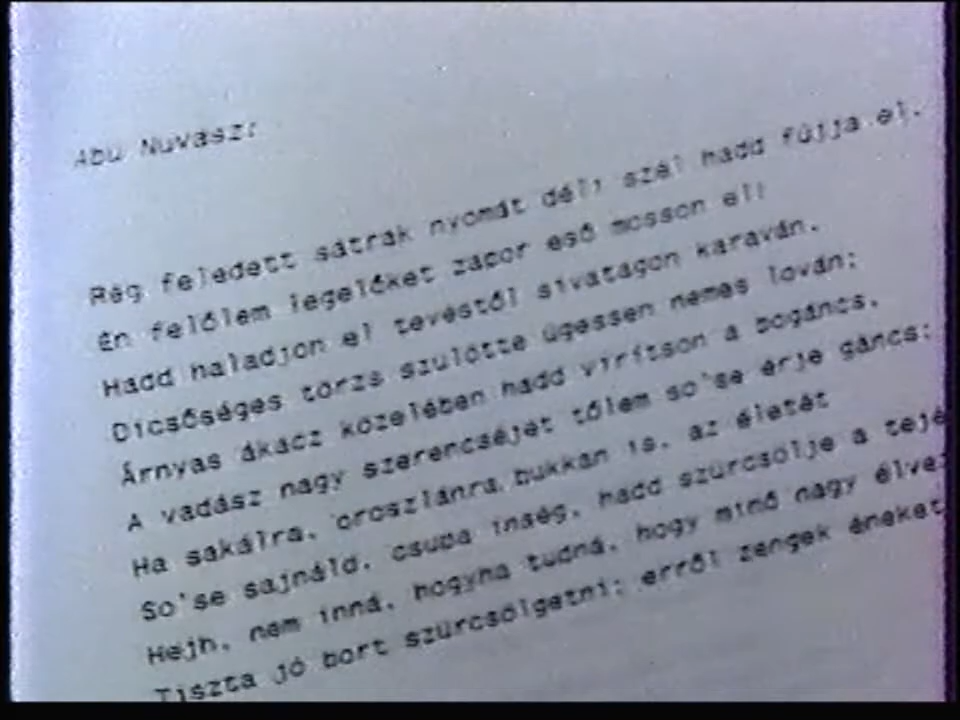 Abu Nuvasz:
Rég feledett sátrak nyomát déli szél hadd fújja el,
én felőlem legelőket zápor eső mosson el!
Hadd haladjon el tevéstől sivatagon karaván,
Dicsőséges törzs szülötte ügessen nemes lován;
Árnyas ákác közelében hadd virítson a bogáncs,
A vadász nagy szerencséjét tőlem so'se érje gáncs:
Ha sakálra, oroszlánra bukkan is, az életét
So'se sajnáld, csupa inség, hadd szürcsölje a tejé
Hejh, nem inná, hogyha tudná, hogy minő nagy élvez
Tiszta jó bort szürcsölgetni: erről zengek éneket